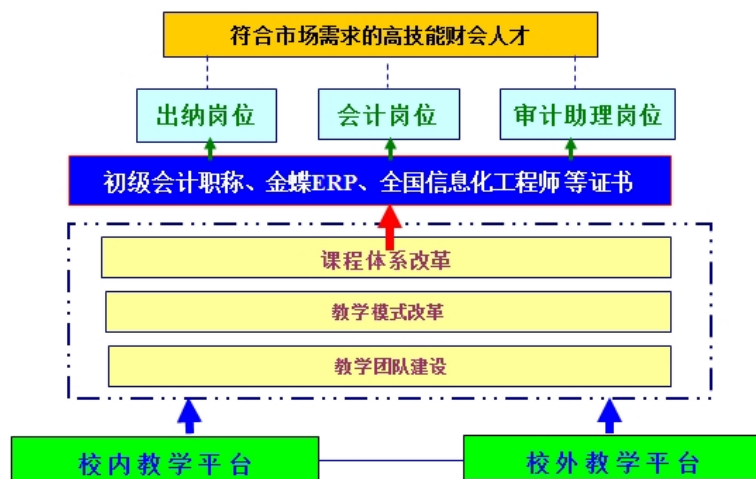 符合市场需求的高技能财会人才
出纳岗位
会计岗位
审计助理岗位
初级会计职称、金蝶ERP、全国信息化工程师等证书
课程体系改革
教学模式改革
教学团队建设
校内教学平台
校外教学平台